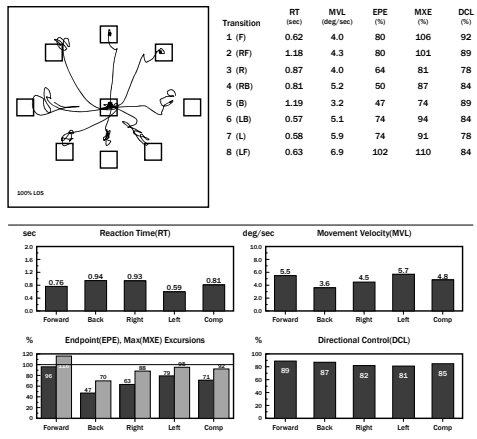 RT MVL EPE MXE DCL
Transition (sec) (deg/sec) (%) (%) (%)
1 (F) 0.62 4.0 80 106 92
2 (RF) 1.18 4.3 80 101 89
3 (R) 0.87 4.0 64 81 78
4 (RB) 0.81 5.2 50 87 84
5 (B) 1.19 3.2 47 74 89
6 (LB) 0.57 5.1 74 94 84
7 (L) 0.58 5.9 74 91 78
8 (LF) 0.63 6.9 102 110 84
100% LOS
sec Reaction Time(RT)
2.0
1.6
1.2
0.8
0.4
0.0
0.76 0.94 0.93 0.59 0.81
Forward Back Right Left Comp
deg/sec Movement Velocity(MVL)
10.0
8.0
6.0
4.0
2.0
0.0
5.5 3.6 4.5 5.7 4.8
Forward Back Right Left Comp
% Endpoint(EPE), Max(MXE) Excursions
120
100
80
60
40
20
0
96 47 70 63 88 79 95 71 92
Forward Back Right Left Comp
% Directional Control(DCL)
100
80
60
40
20
0
89 87 82 81 85
Forward Back Right Left Comp